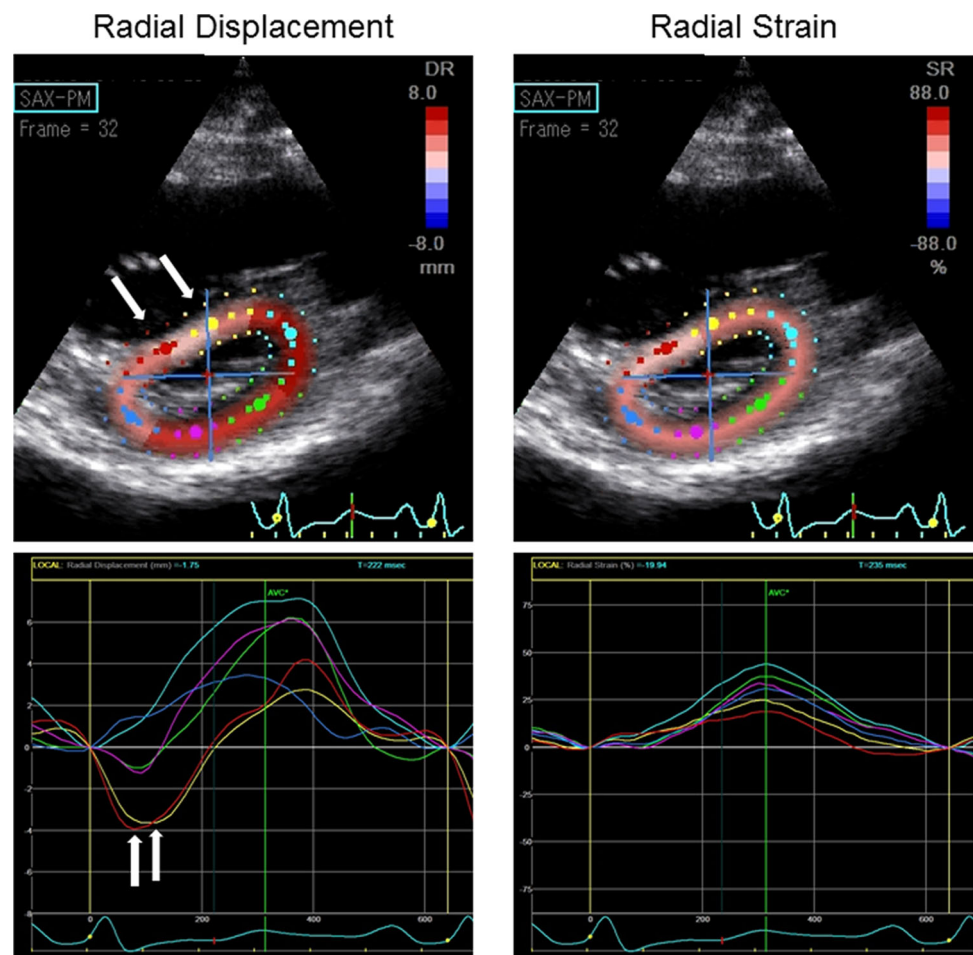 Radial Displacement
Radial Strain
DR
8.0
-8.0
mm
SAX-PM
Frame = 32
SR
88.0
-88.0
%
SAX-PM
Frame = 32
LOCAL: Radial Displacement (mm) =-1.75 T=222 msec
AVC*
6
4
2
0
-2
-4
-6
-8
0 200 400 600
LOCAL: Radial Strain (%) =-19.94 T=235 msec
AVC*
75
50
25
0
-25
-50
-75
0 200 400 600